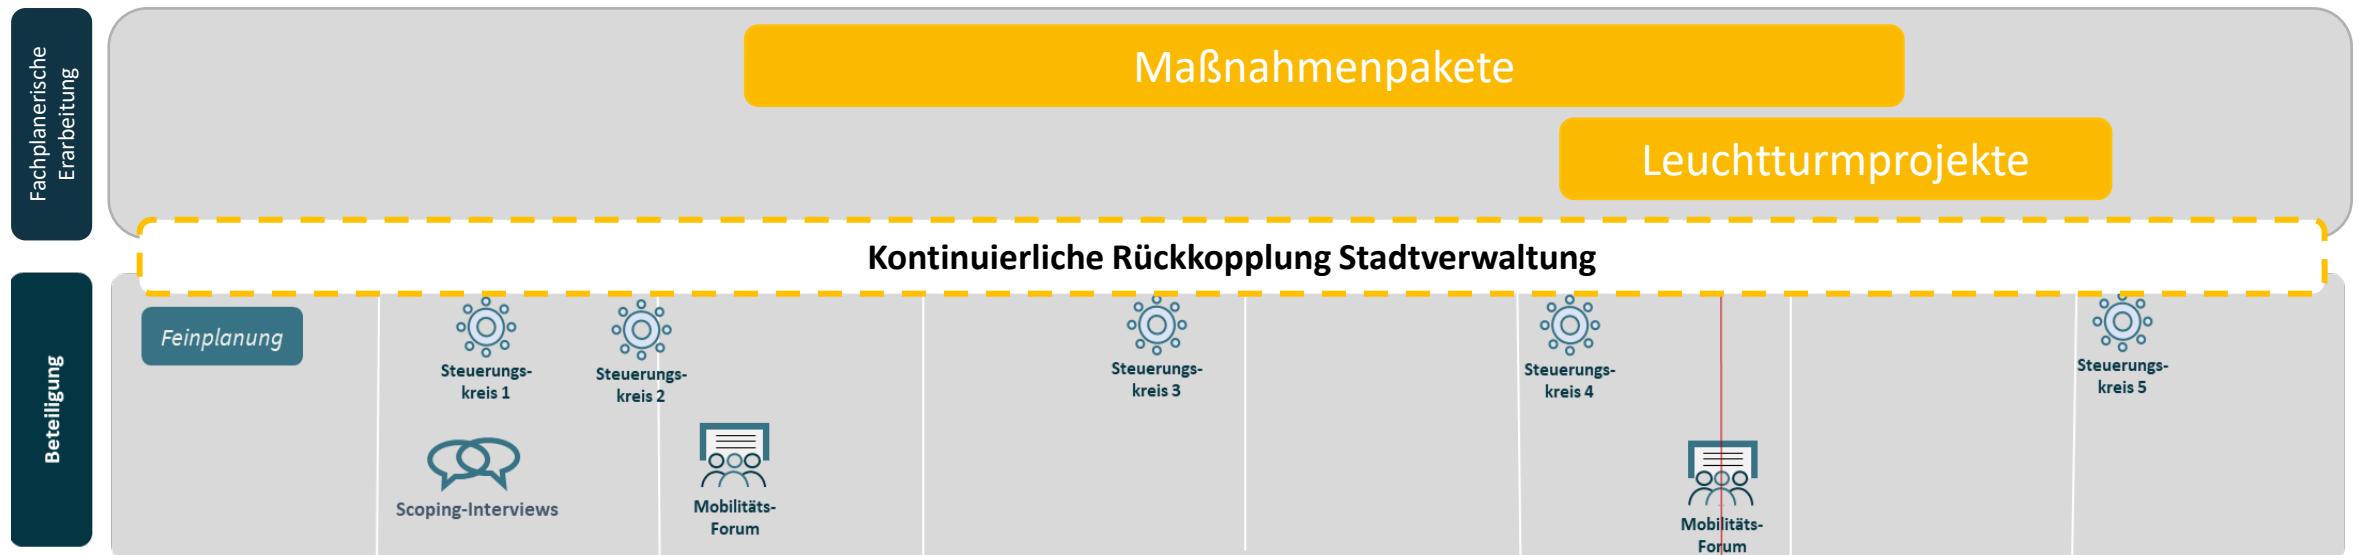 Fachplanerische
Erarbeitung
Maßnahmenpakete
Leuchtturmprojekte
Kontinuierliche Rückkopplung Stadtverwaltung
Beteiligung
Feinplanung
Steuerungs-
kreis 1
Steuerungs-
kreis 2
Steuerungs-
kreis 3
Steuerungs-
kreis 4
Steuerungs-
kreis 5
Scoping-Interviews
Mobilitäts-
Forum
Mobilitäts-
Forum